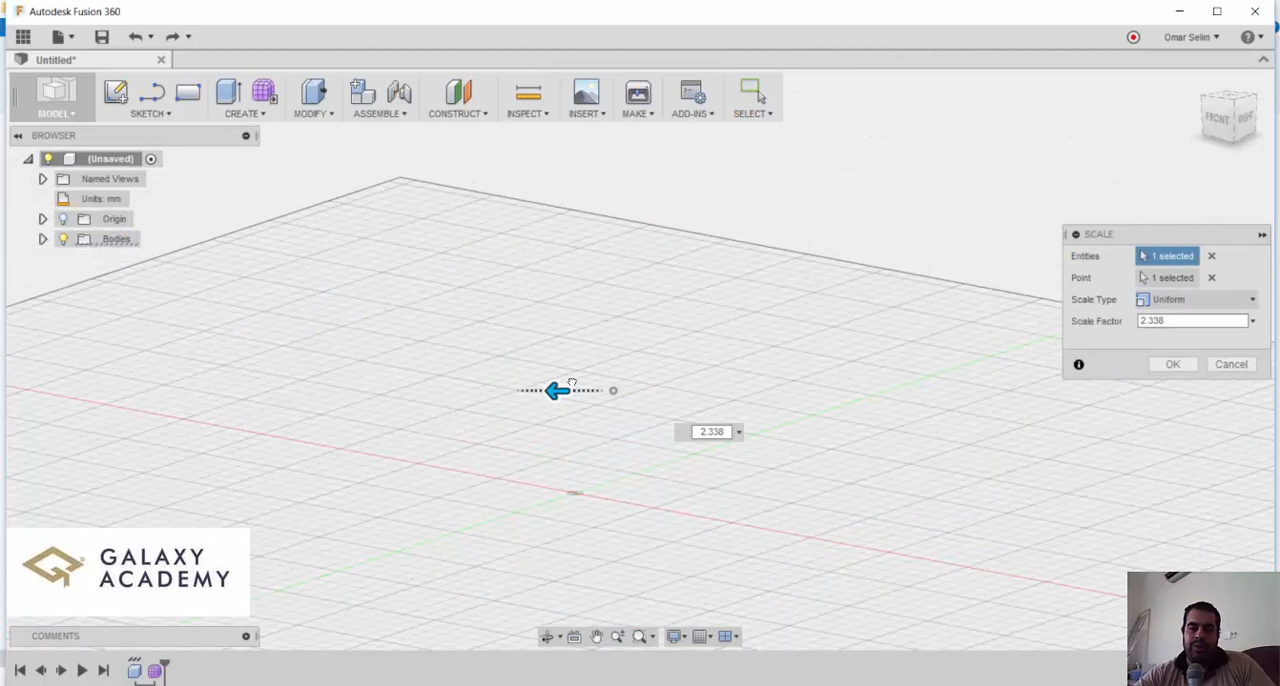 Autodesk Fusion 360
Omar Selim
Untitled*
MODEL
SKETCH
CREATE
MODIFY
ASSEMBLE
CONSTRUCT
INSPECT
INSERT
MAKE
ADD-INS
SELECT
FRONT
RIGHT
BROWSER
(Unsaved)
Named Views
Units: mm
Origin
Bodies
SCALE
Entities 1 selected
Point 1 selected
Scale Type Uniform
Scale Factor 2.338
OK Cancel
2.338
GALAXY
ACADEMY
COMMENTS